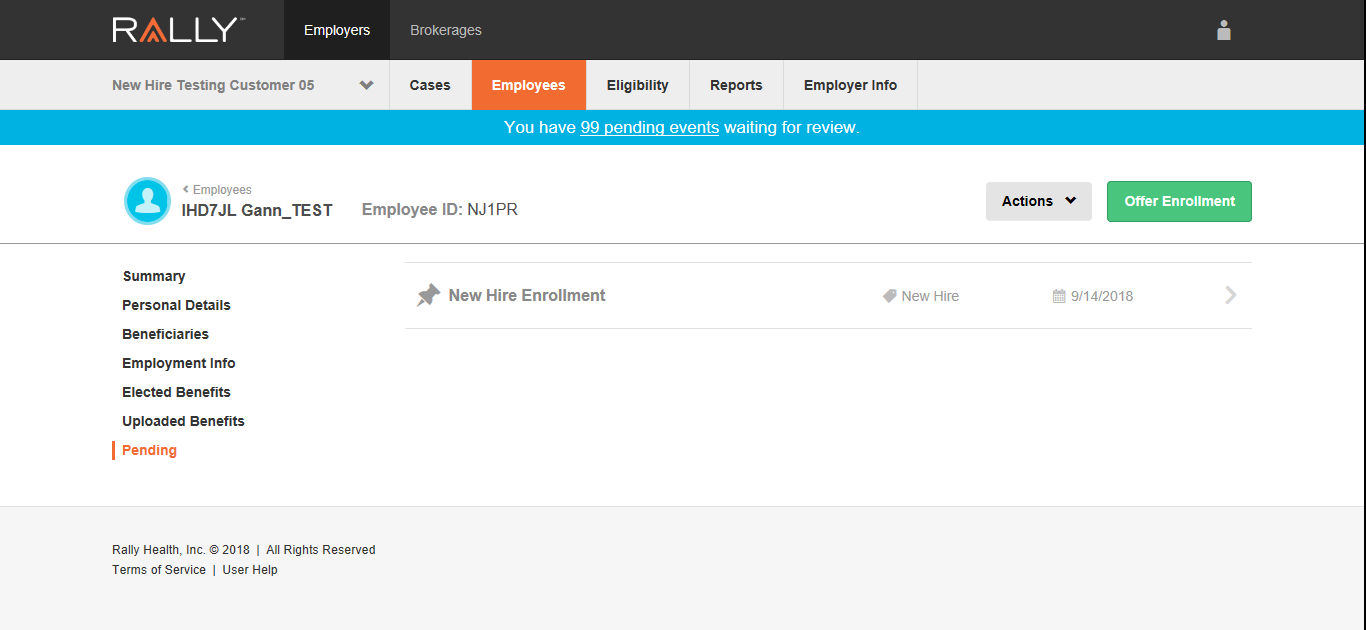 RALLY™
Employers
Brokerages
New Hire Testing Customer 05
Cases
Employees
Eligibility
Reports
Employer Info
You have 99 pending events waiting for review.
Employees
IHD7JL Gann_TEST
Employee ID: NJ1PR
Actions
Offer Enrollment
Summary
Personal Details
Beneficiaries
Employment Info
Elected Benefits
Uploaded Benefits
Pending
New Hire Enrollment
New Hire
9/14/2018
Rally Health, Inc. © 2018 | All Rights Reserved
Terms of Service | User Help